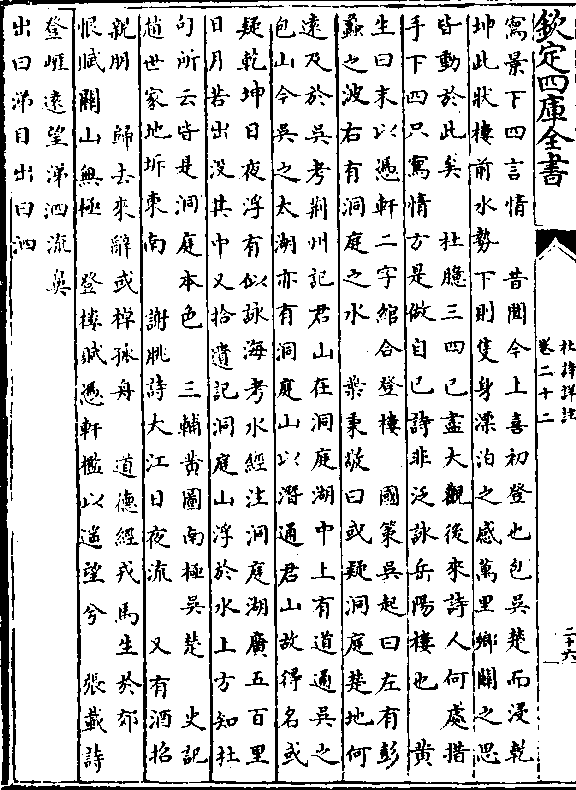 欽定四庫全書
杜詩詳註
卷二十二
二十六
寫景下四言情 昔聞今上喜初登也包吳楚而浸乾
坤此狀樓前水勢下則隻身漂泊之感萬里鄉關之思
皆動於此矣 杜臆三四已盡大觀後來詩人何處措
手下四只寫情方是做自已詩非泛詠岳陽樓也 黄
生曰末以憑軒二字綰合登樓 國策吳起曰左有彭
蠡之波右有洞庭之水 葉秉敬曰或疑洞庭楚地何
遠及於吳考荆州記君山在洞庭湖中上有道通吳之
包山今吳之太湖亦有洞庭山以潛通君山故得名或
疑乾坤日夜浮有似詠海考水經注洞庭湖廣五百里
日月若出没其中又拾遺記洞庭山浮於水上方知杜
句所云皆是洞庭本色 三輔黄圖南極吳楚 史記
趙世家地坼東南 謝朓詩大江日夜流 又有酒招
親朋 歸去來辭或棹孤舟 道德經戎馬生於郊
恨賦關山無極 登樓賦憑軒檻以遥望兮 張載詩
登崖遠望涕泗流奐
出曰涕目出曰泗